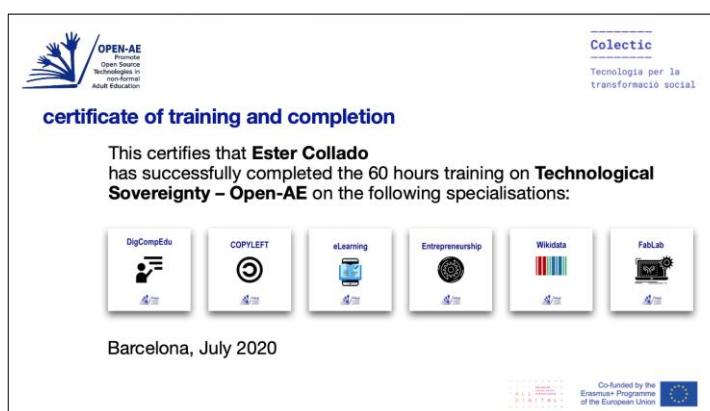 OPEN-AE
Promote
Open Source
Technologies in
non-formal
Adult Education
Colectic
Tecnologia per la
transformació social
certificate of training and completion
This certifies that Ester Collado
has successfully completed the 60 hours training on Technological
Sovereignty – Open-AE on the following specialisations:
DigCompEdu
COPYLEFT
eLearning
Entrepreneurship
Wikidata
FabLab
Barcelona, July 2020
ALL
DIGITAL
Co-funded by the
Erasmus+ Programme
of the European Union